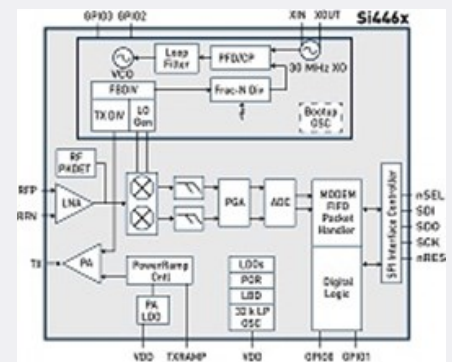 GPIO3 GPIO2
XIN XOUT
Si446x
Loop
Filter
PFD/CP
VCO
30 MHz XO
FBDIV
TX DIV
LO
Gen
Frac-N Div
Bootup
OSC
RF
PKDET
RFP
RFN
LNA
PGA
ADC
MODEM
FIFO
Packet
Handler
SPI Interface Controller
nSEL
SDI
SDO
SCK
nRES
TX
PA
PowerRamp
Cntl
PA
LDO
LDOs
POR
LBD
32 k LP
OSC
Digital
Logic
VDD
TXRAMP
VDD
GPIO0
GPIO1